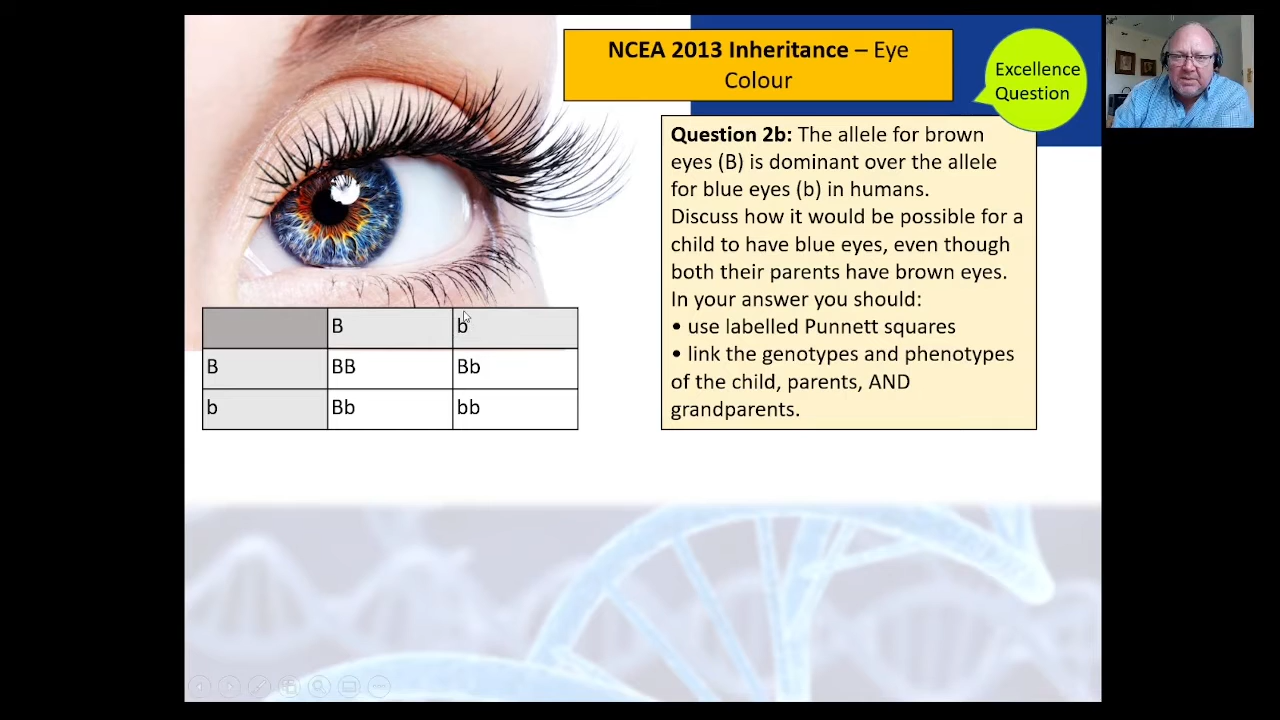 NCEA 2013 Inheritance – Eye
Colour
Excellence
Question
Question 2b: The allele for brown
eyes (B) is dominant over the allele
for blue eyes (b) in humans.
Discuss how it would be possible for a
child to have blue eyes, even though
both their parents have brown eyes.
In your answer you should:
• use labelled Punnett squares
• link the genotypes and phenotypes
of the child, parents, AND
grandparents.
B b
B BB Bb
b Bb bb